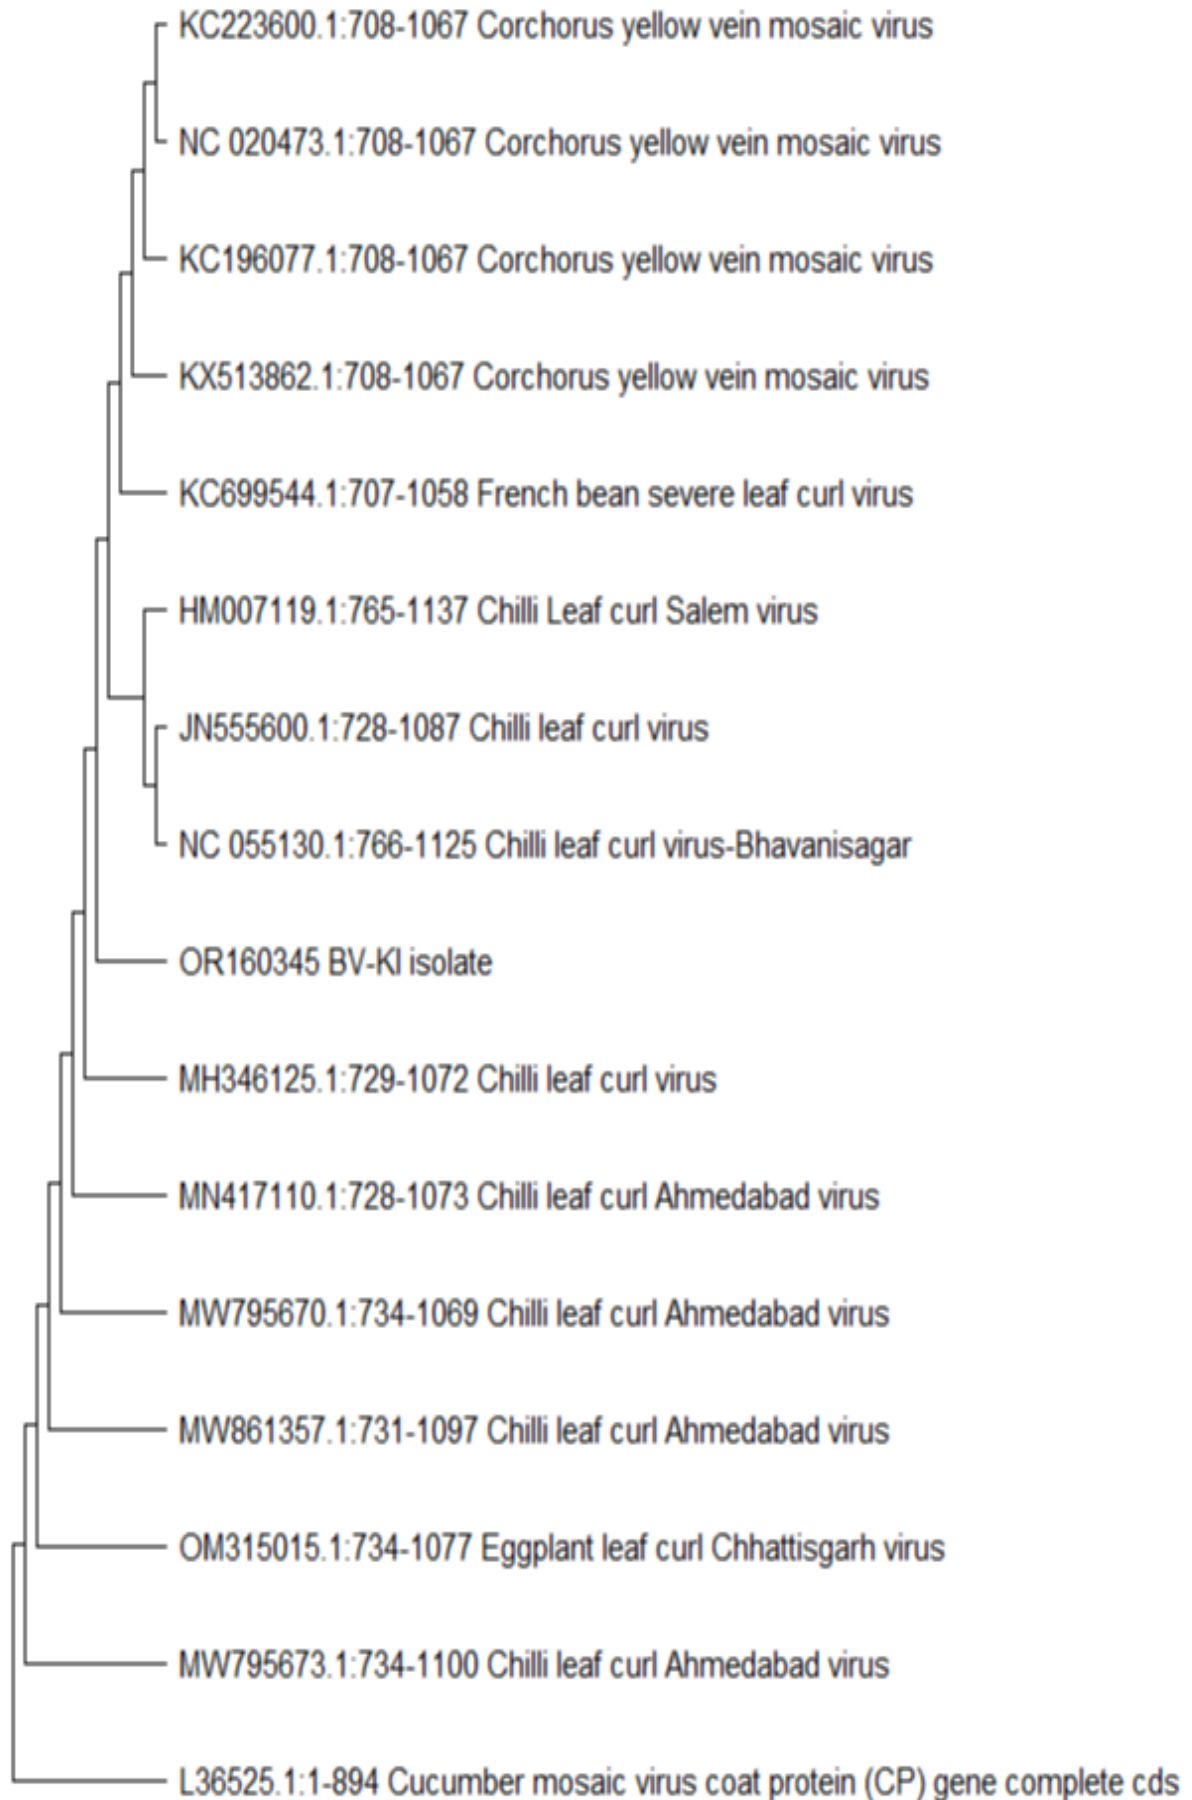 KC223600.1:708-1067 Corchorus yellow vein mosaic virus
NC 020473.1:708-1067 Corchorus yellow vein mosaic virus
KC196077.1:708-1067 Corchorus yellow vein mosaic virus
KX513862.1:708-1067 Corchorus yellow vein mosaic virus
KC699544.1:707-1058 French bean severe leaf curl virus
HM007119.1:765-1137 Chilli Leaf curl Salem virus
JN555600.1:728-1087 Chilli leaf curl virus
NC 055130.1:766-1125 Chilli leaf curl virus-Bhavanisagar
OR160345 BV-KI isolate
MH346125.1:729-1072 Chilli leaf curl virus
MN417110.1:728-1073 Chilli leaf curl Ahmedabad virus
MW795670.1:734-1069 Chilli leaf curl Ahmedabad virus
MW861357.1:731-1097 Chilli leaf curl Ahmedabad virus
OM315015.1:734-1077 Eggplant leaf curl Chhattisgarh virus
MW795673.1:734-1100 Chilli leaf curl Ahmedabad virus
L36525.1:1-894 Cucumber mosaic virus coat protein (CP) gene complete cds